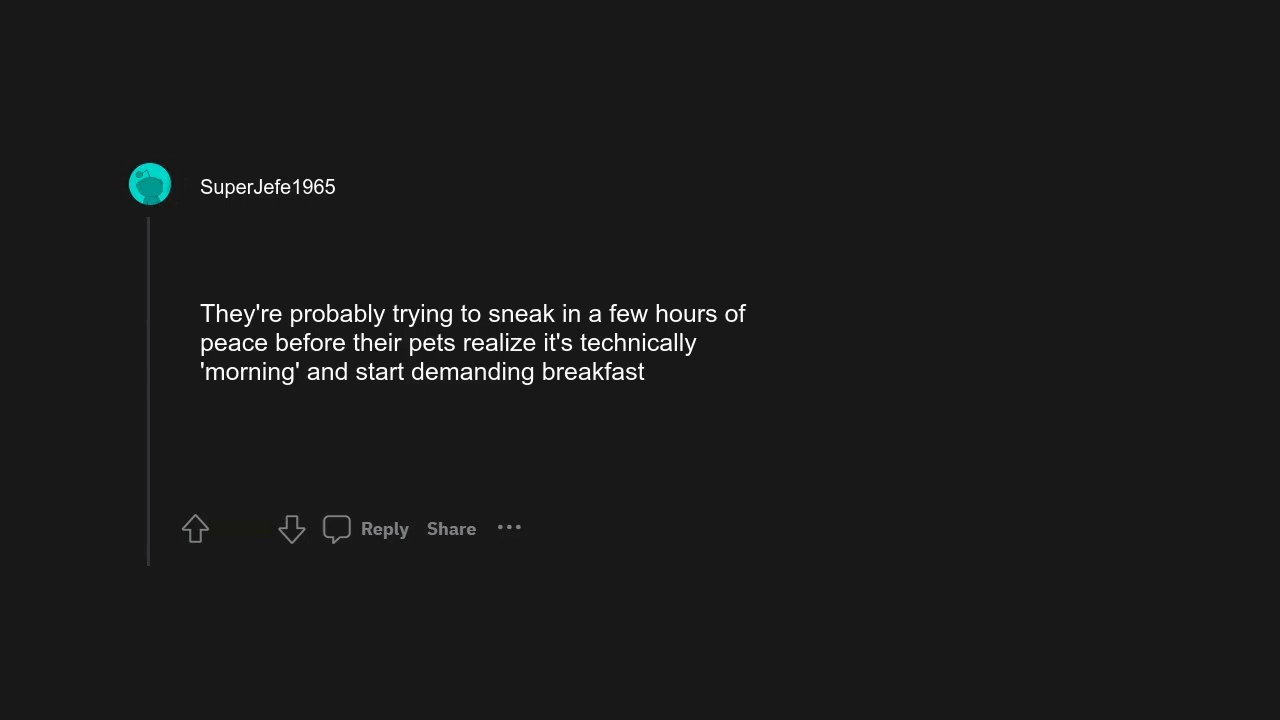 SuperJefe1965
They're probably trying to sneak in a few hours of
peace before their pets realize it's technically
'morning' and start demanding breakfast
Reply Share